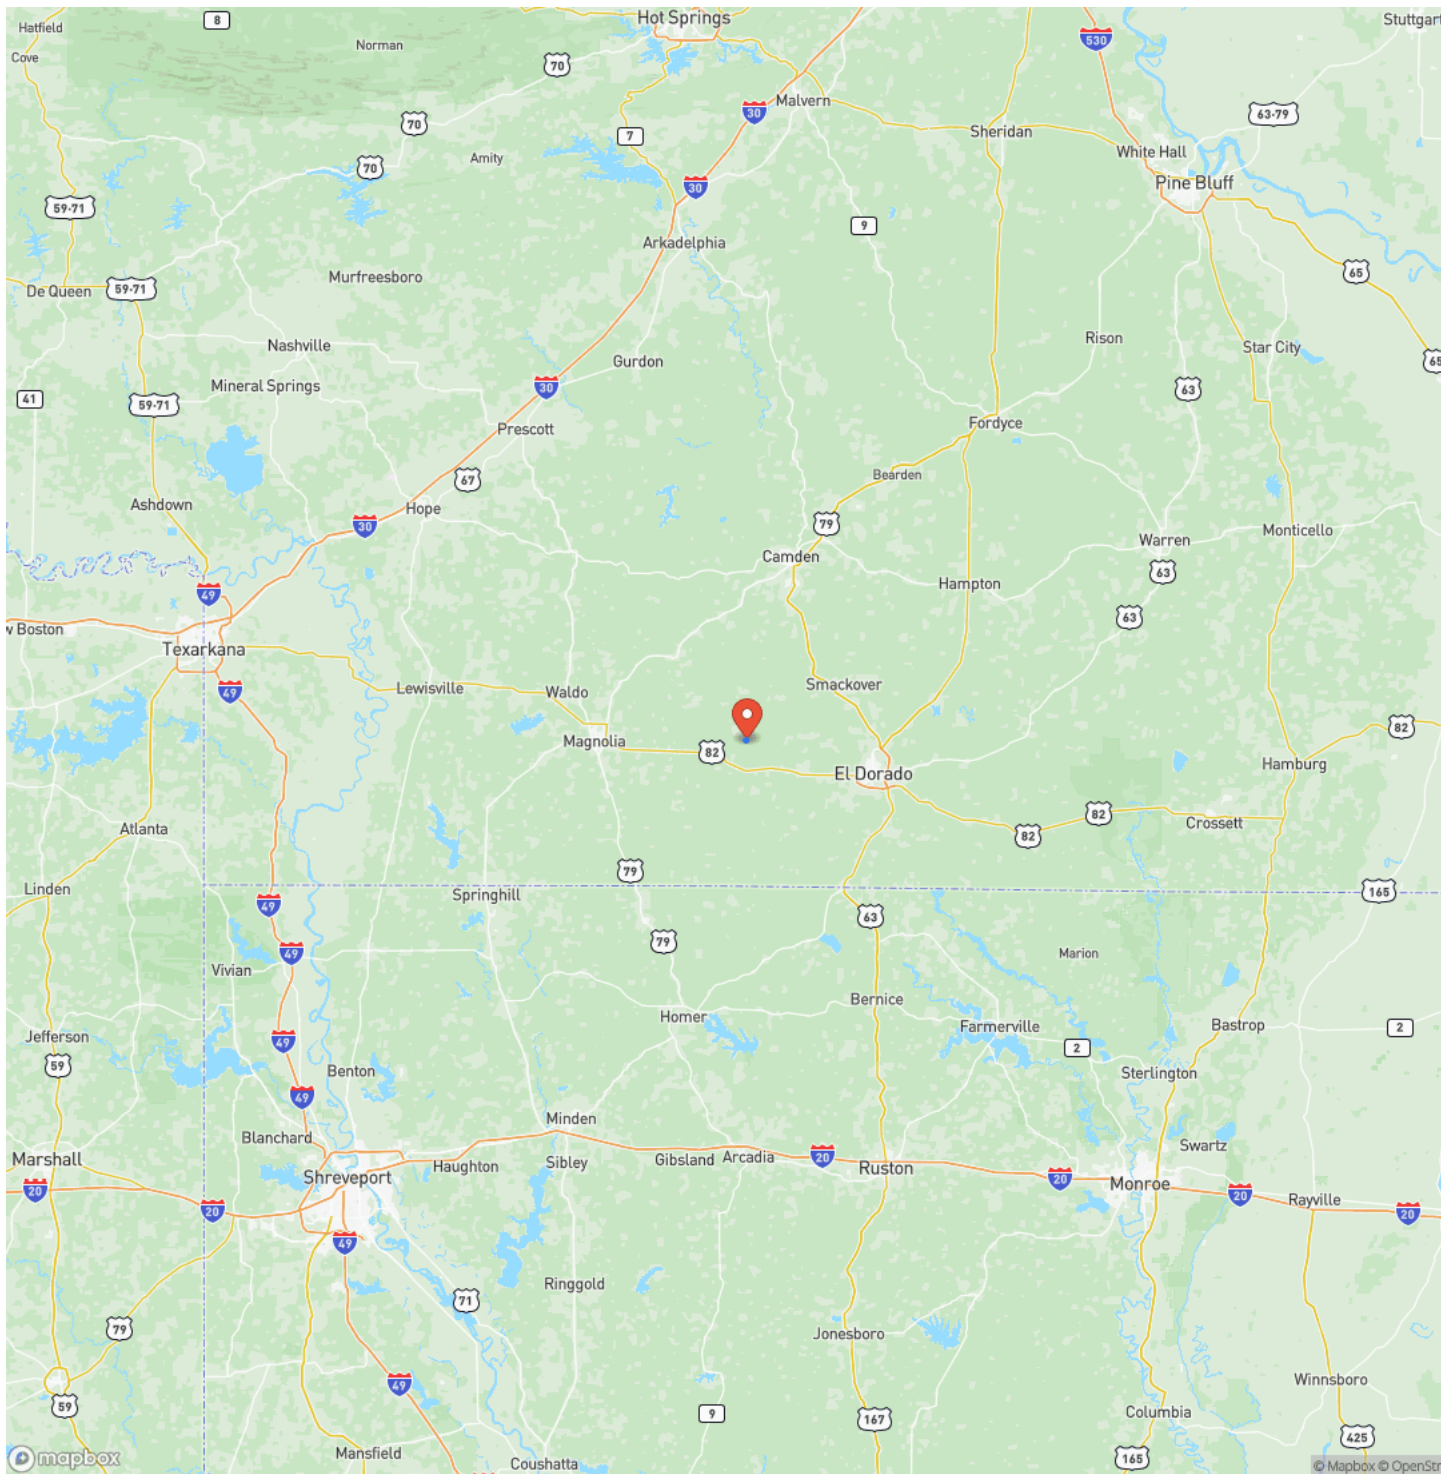 Hatfield
8
Hot Springs
Stuttgar
Cove
Norman
70
530
70
Malvern
30
63-79
7
Sheridan
White Hall
Amity
70
Pine Bluff
30
59-71
9
Arkadelphia
65
Murfreesboro
De Queen
59-71
Rison
Nashville
Star City
Gurdon
65
Mineral Springs
30
63
41
59-71
Prescott
Fordyce
67
Bearden
Ashdown
Hope
30
79
Monticello
Warren
Camden
63
Hampton
49
63
w Boston
Texarkana
Lewisville
Waldo
Smackover
49
Magnolia
82
82
El Dorado
Hamburg
82
82
Crossett
Atlanta
79
Linden
Springhill
165
49
63
79
49
Marion
Vivian
Bernice
Homer
Farmerville
Bastrop
2
Jefferson
49
2
59
Benton
Sterlington
49
Minden
Blanchard
Swartz
Marshall
Haughton
Sibley
Gibsland
Arcadia
20
Ruston
Shreveport
20
Monroe
20
20
Rayville
20
20
49
Ringgold
71
79
Jonesboro
49
Winnsboro
59
9
167
Columbia
425
Mansfield
165
Coushatta
mapbox
© Mapbox © OpenStr